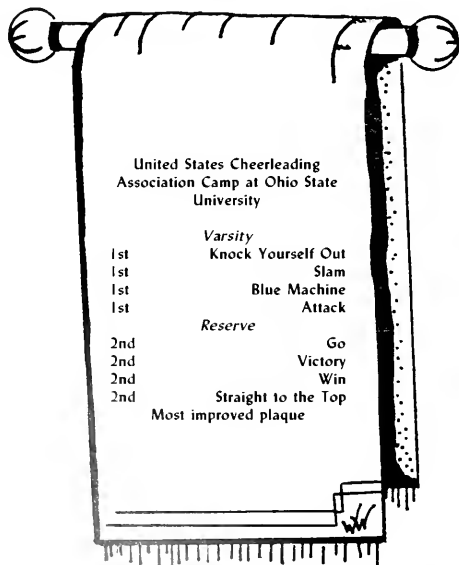 United States Cheerleading
Association Camp at Ohio State
University
Varsity
1st Knock Yourself Out
1st Slam
1st Blue Machine
1st Attack
Reserve
2nd Go
2nd Victory
2nd Win
2nd Straight to the Top
Most improved plaque